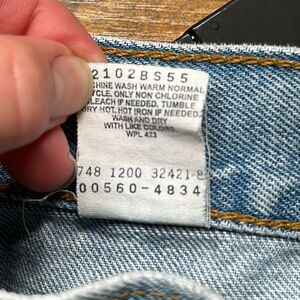 2102BS55
CHINE WASH WARM NORMAL
CYCLE. ONLY NON CHLORINE
BLEACH IF NEEDED. TUMBLE
DRY HOT. HOT IRON IF NEEDED.
WASH AND DRY
WITH LIKE COLORS
WPL 423
748 1200 32421-8
00560-4834